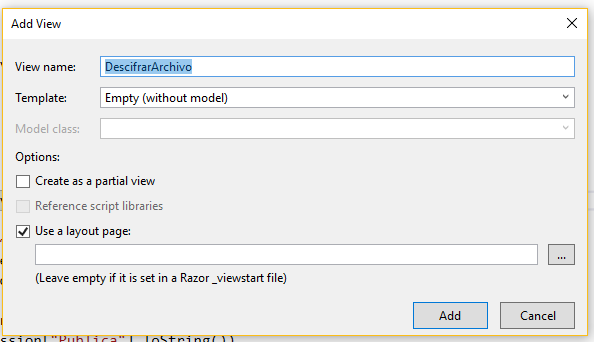 Add View
View name: DescifrarArchivo
Template: Empty (without model)
Model class:
Options:
Create as a partial view
Reference script libraries
Use a layout page:
...
(Leave empty if it is set in a Razor _viewstart file)
Add Cancel
ssion["Publica"].ToString())